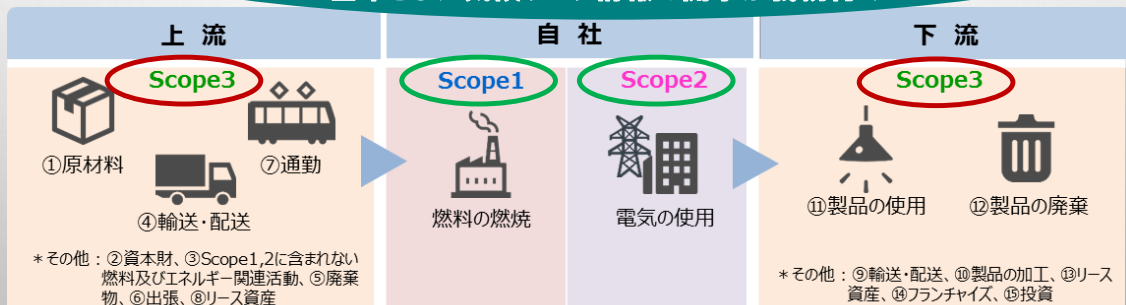 上流
自社
下流
Scope3
①原材料
⑦通勤
④輸送・配送
＊その他：②資本財、③Scope1,2に含まれない
燃料及びエネルギー関連活動、⑤廃棄
物、⑥出張、⑧リース資産
Scope1
燃料の燃焼
Scope2
電気の使用
Scope3
⑪製品の使用
⑫製品の廃棄
＊その他：⑨輸送・配送、⑩製品の加工、⑬リース
資産、⑭フランチャイズ、⑮投資